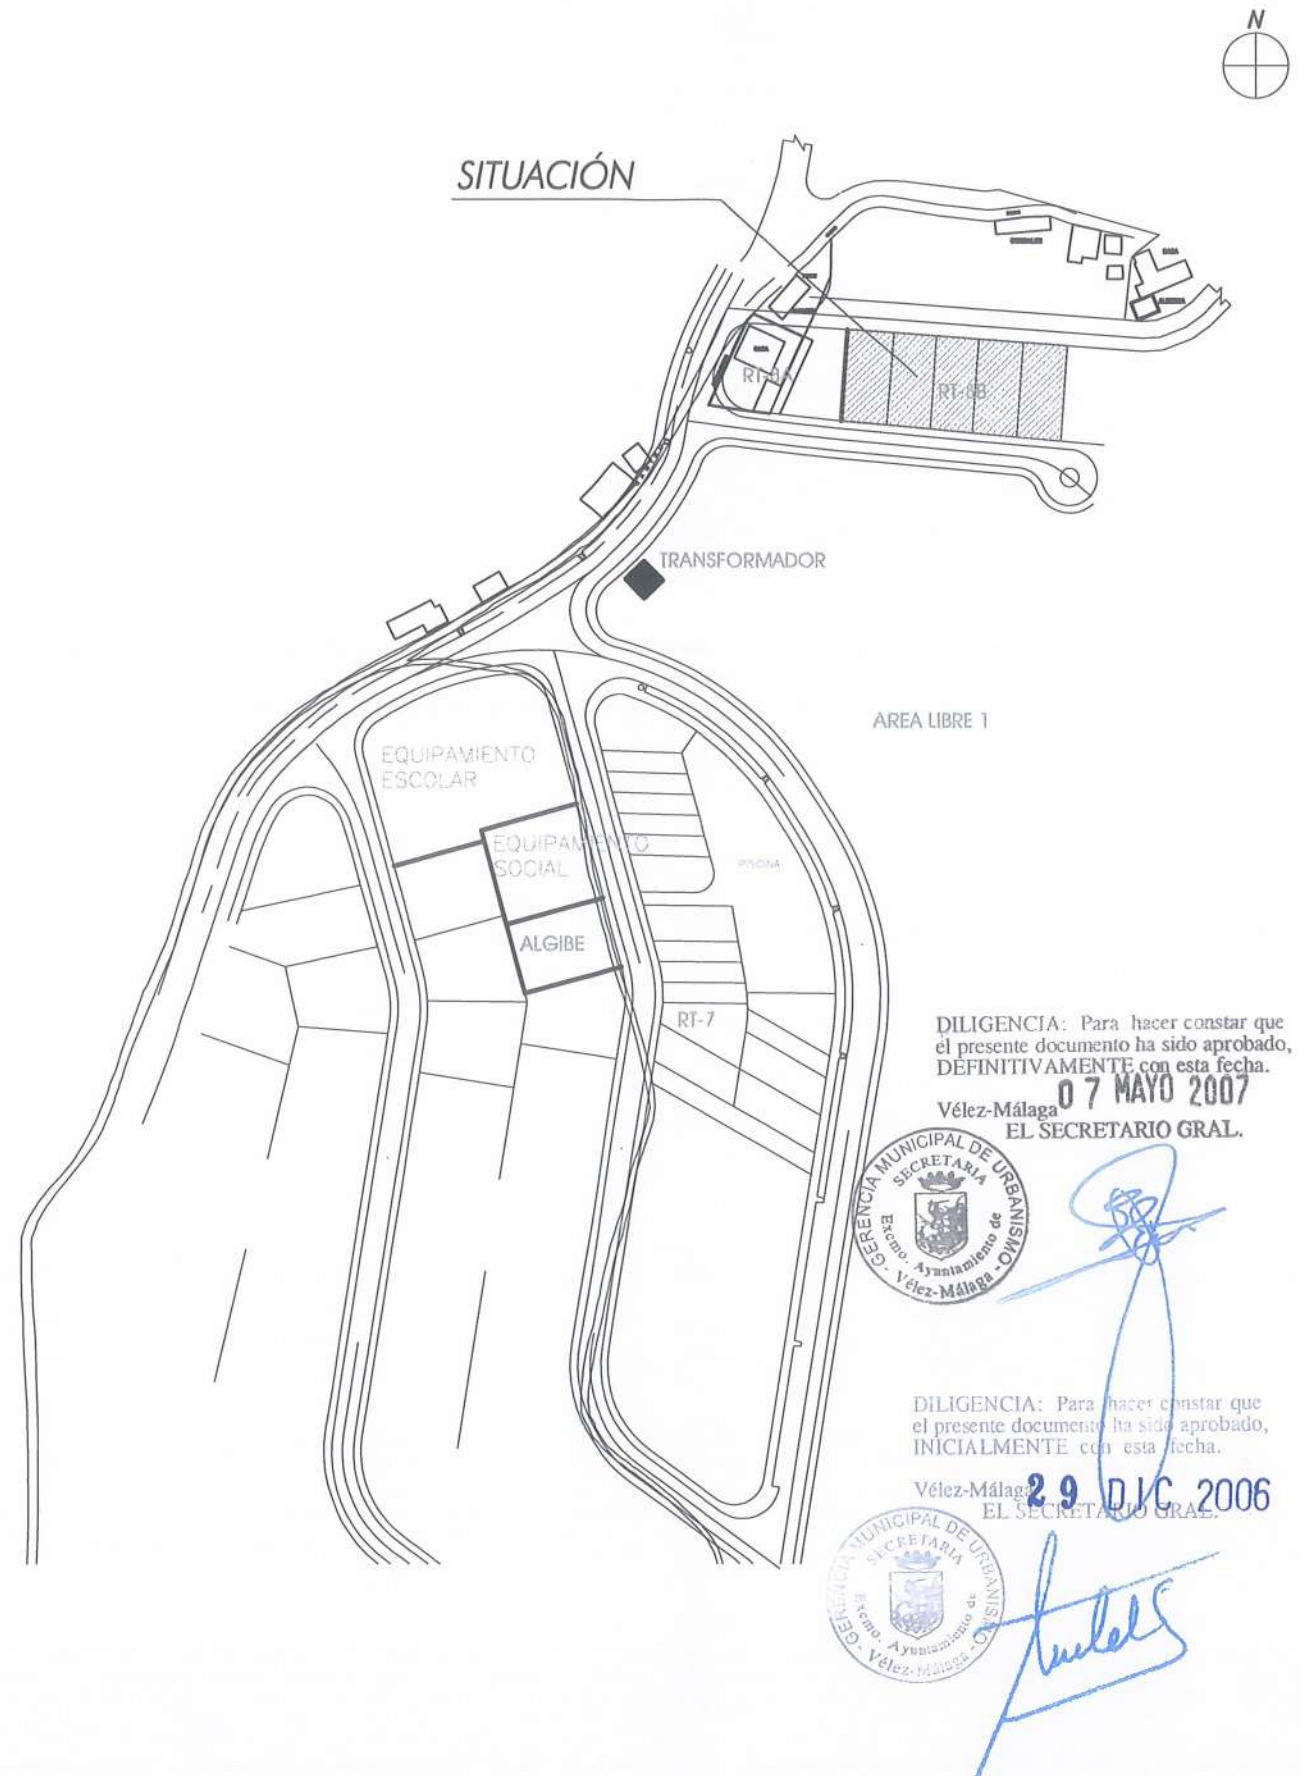 N
SITUACIÓN
CASA
ALBERCA
CASA
RT-8A
RT-8B
TRANSFORMADOR
AREA LIBRE 1
EQUIPAMIENTO
ESCOLAR
EQUIPAMIENTO
SOCIAL
PISCINA
ALGIBE
RT-7
DILIGENCIA: Para hacer constar que
el presente documento ha sido aprobado,
DEFINITIVAMENTE con esta fecha.
Vélez-Málaga 07 MAYO 2007
EL SECRETARIO GRAL.
GERENCIA MUNICIPAL DE URBANISMO
SECRETARIA
Excmo. Ayuntamiento de
Vélez-Málaga
DILIGENCIA: Para hacer constar que
el presente documento ha sido aprobado,
INICIALMENTE con esta fecha.
Vélez-Málaga 29 DIC 2006
EL SECRETARIO GRAL.
GERENCIA MUNICIPAL DE URBANISMO
SECRETARIA
Excmo. Ayuntamiento de
Vélez-Málaga